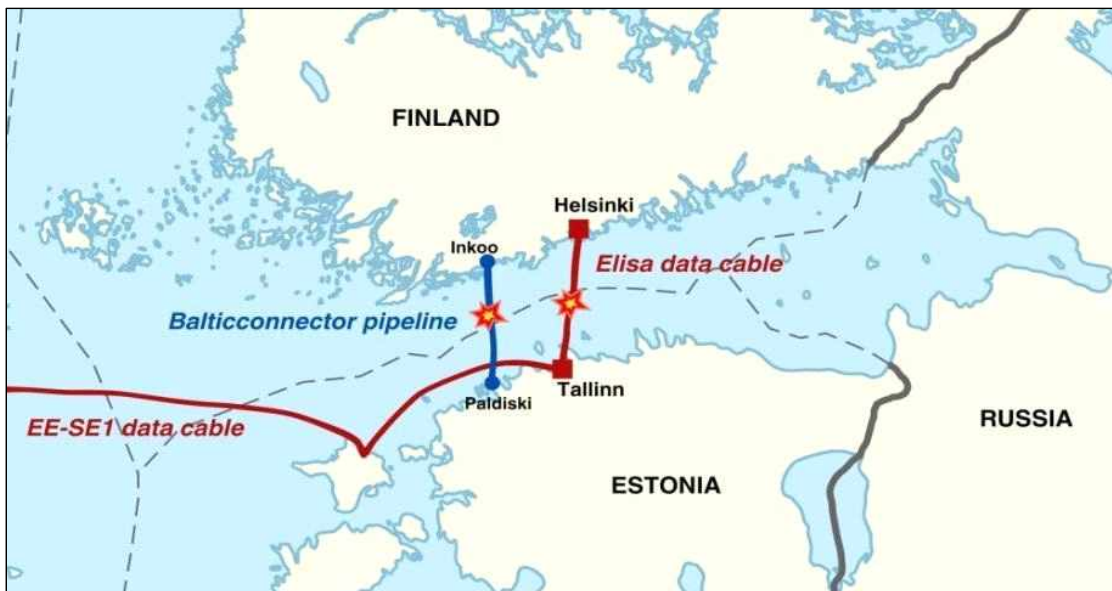 FINLAND
Helsinki
Inkoo
Elisa data cable
Balticconnector pipeline
Tallinn
Paldiski
EE-SE1 data cable
RUSSIA
ESTONIA